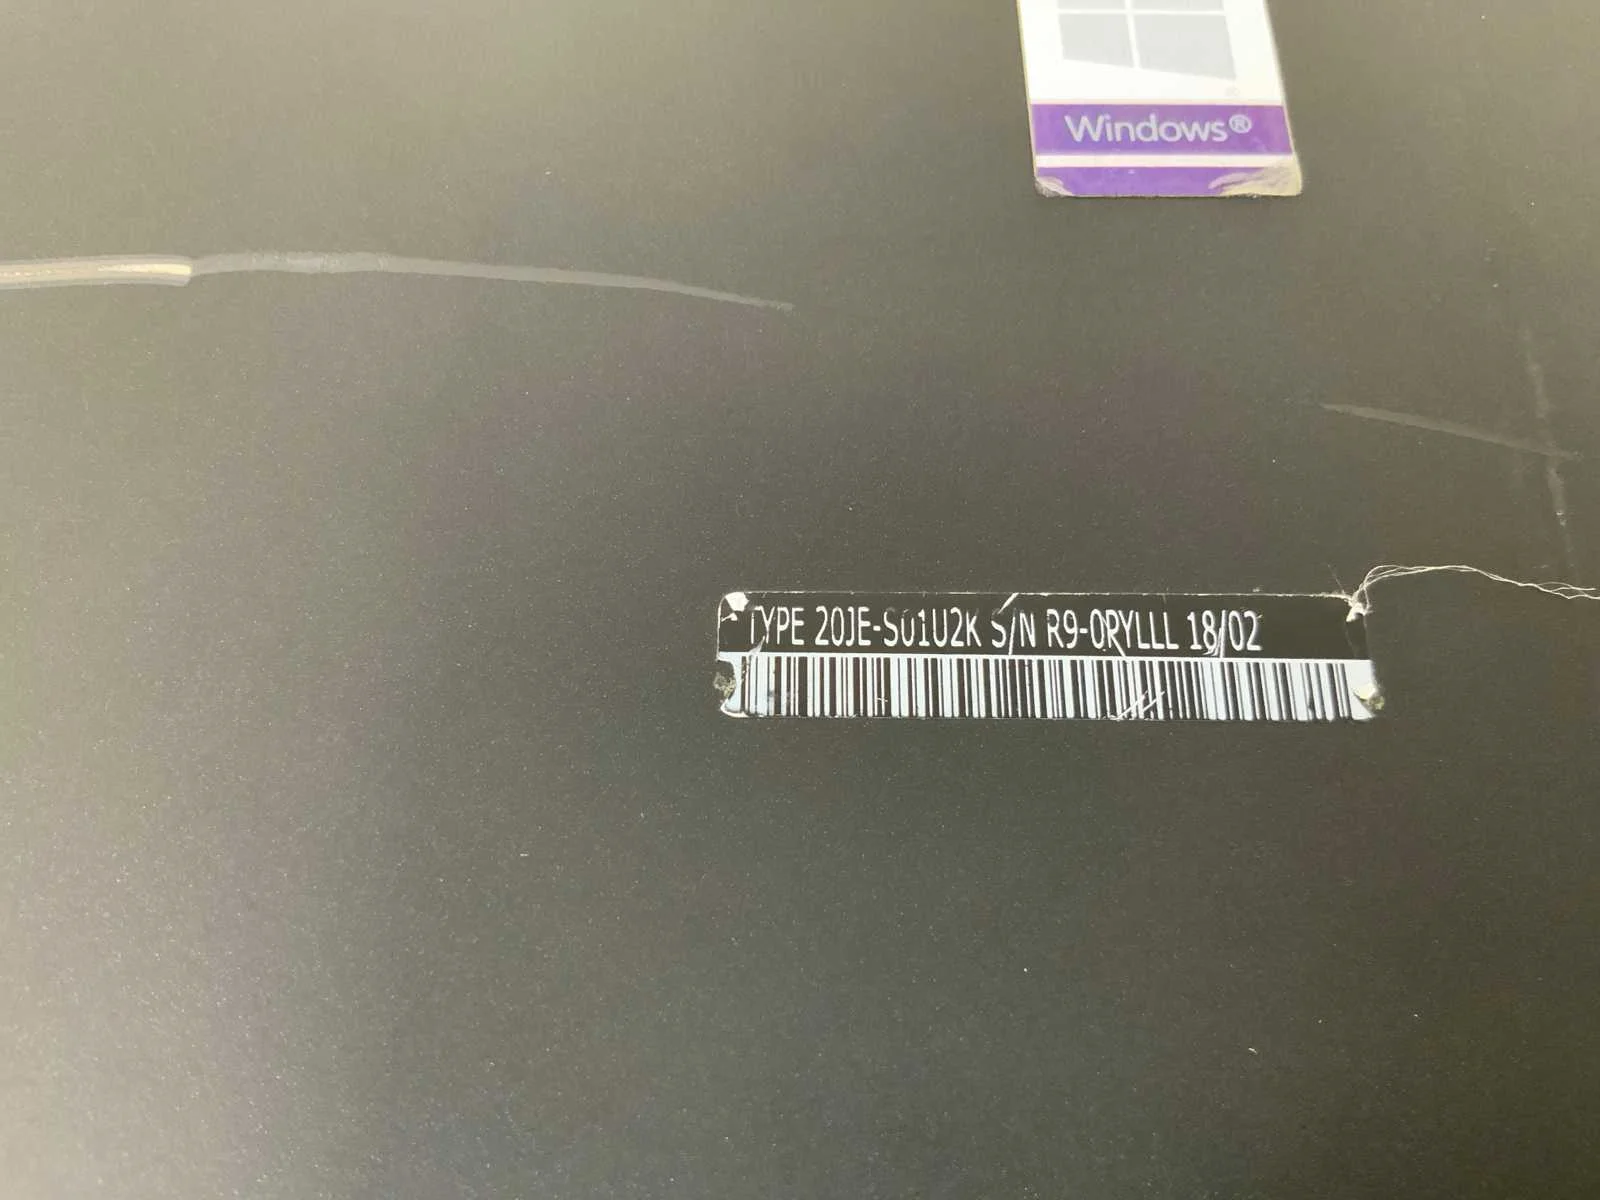 Windows®
TYPE 20JE-S01U2K S/N R9-0RYLLL 18/02